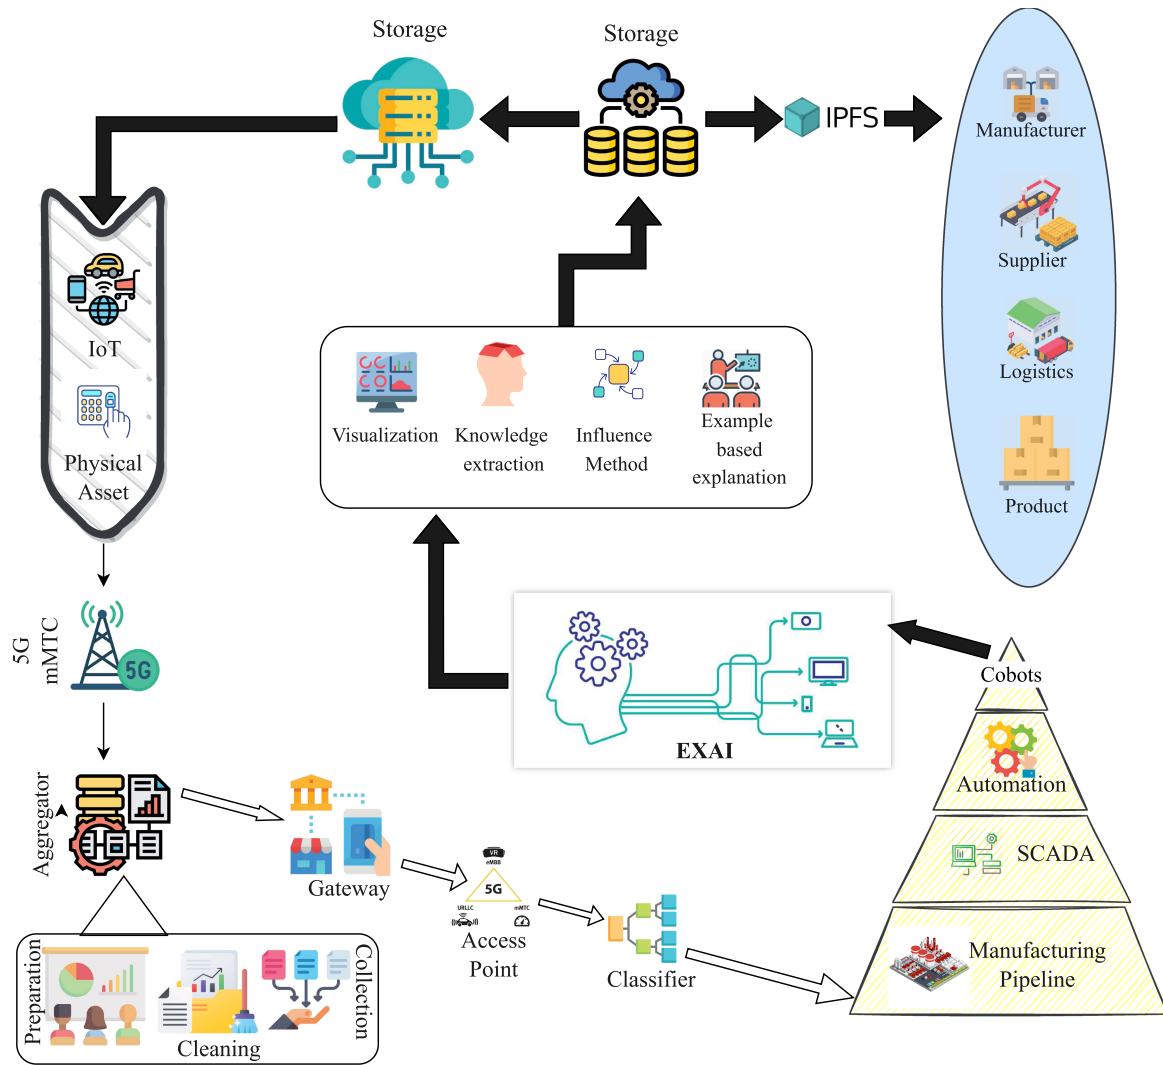 Storage
Storage
IPFS
Manufacturer
Supplier
Logistics
Product
IoT
Physical
Asset
Visualization
Knowledge
extraction
Influence
Method
Example
based
explanation
5G
mMTC
5G
EXAI
Cobots
Automation
SCADA
Manufacturing
Pipeline
Aggregator
Gateway
VR
eMBB
5G
URLLC
mMTC
Access
Point
Classifier
Preparation
Cleaning
Collection